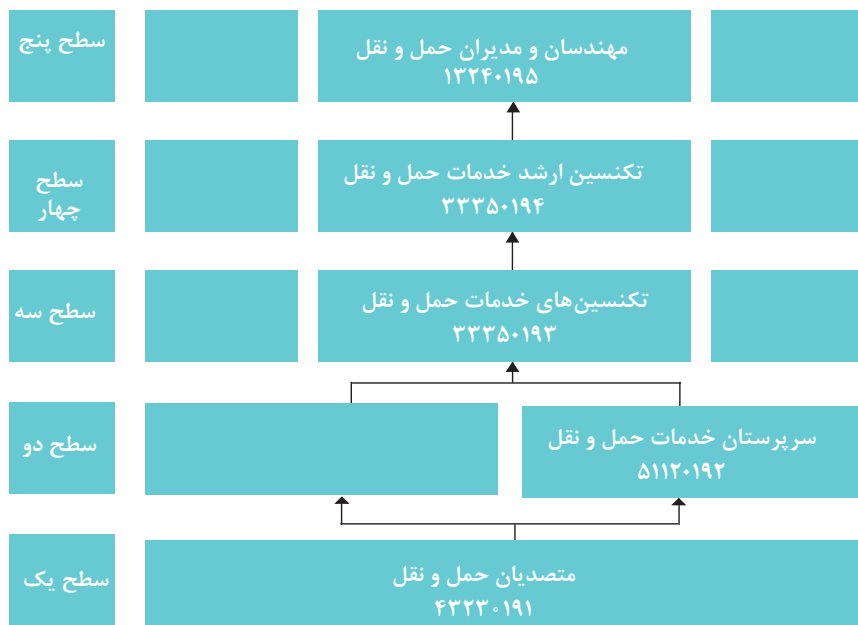 سطح پنج
مهندسان و مدیران حمل و نقل
۱۳۲۴۰۱۹۵
سطح
چهار
تکنسین ارشد خدمات حمل و نقل
۳۳۳۵۰۱۹۴
سطح سه
تکنسین‌های خدمات حمل و نقل
۳۳۳۵۰۱۹۳
سطح دو
سرپرستان خدمات حمل و نقل
۵۱۱۲۰۱۹۲
سطح یک
متصدیان حمل و نقل
۴۳۲۳۰۱۹۱